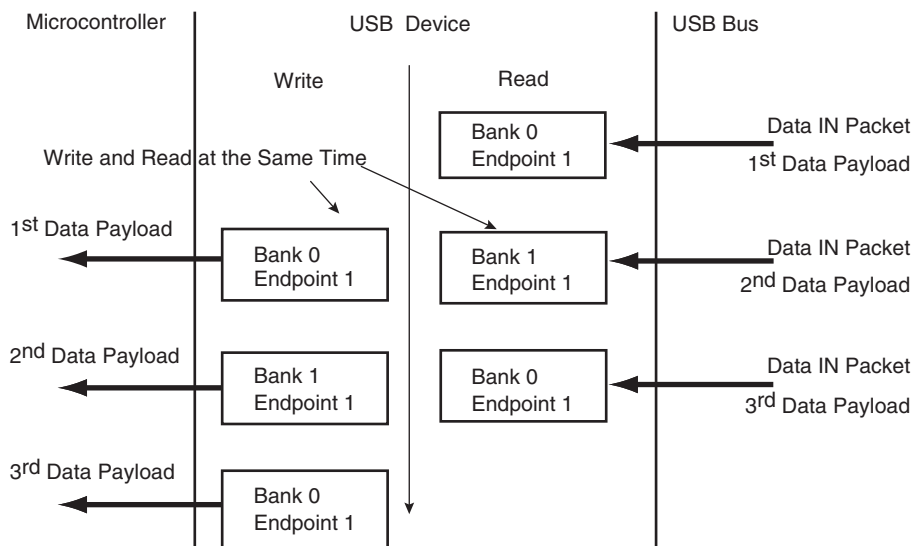 Microcontroller
USB Device
USB Bus
Write
Read
Bank 0
Endpoint 1
Data IN Packet
1st Data Payload
Write and Read at the Same Time
1st Data Payload
Bank 0
Endpoint 1
Bank 1
Endpoint 1
Data IN Packet
2nd Data Payload
2nd Data Payload
Bank 1
Endpoint 1
Bank 0
Endpoint 1
Data IN Packet
3rd Data Payload
3rd Data Payload
Bank 0
Endpoint 1